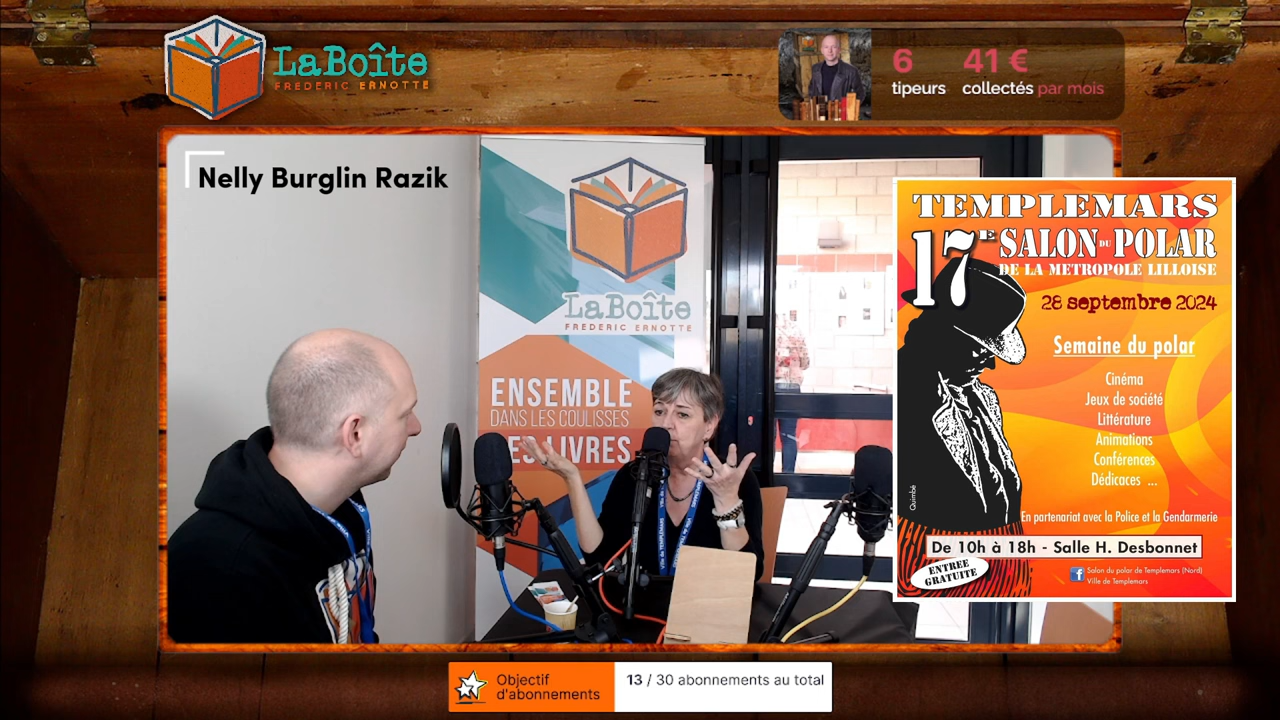 LaBoîte
FREDERIC ERNOTTE
6
tipeurs
41 €
collectés par mois
Nelly Burglin Razik
LaBoîte
FREDERIC ERNOTTE
ENSEMBLE
DANS LES COULISSES
DES LIVRES
TEMPLEMARS
17E SALON DU POLAR
DE LA METROPOLE LILLOISE
28 septembre 2024
Semaine du polar
Cinéma
Jeux de société
Littérature
Animations
Conférences
Dédicaces ...
Quimbé
En partenariat avec la Police et la Gendarmerie
De 10h à 18h - Salle H. Desbonnet
ENTREE
GRATUITE
Salon du polar de Templemars (Nord)
Ville de Templemars
Objectif
d'abonnements
13 / 30 abonnements au total